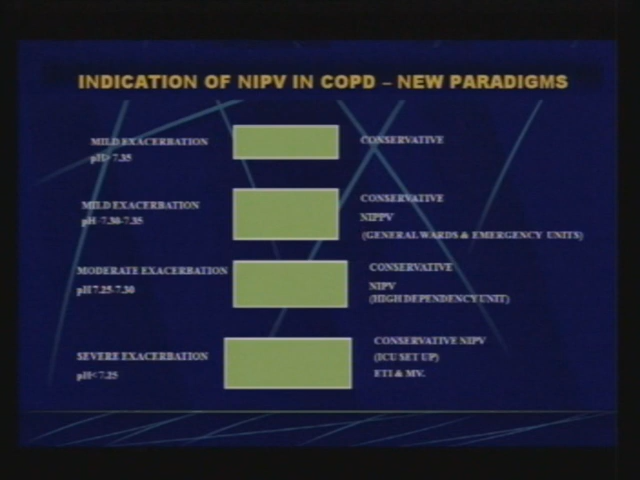 INDICATION OF NIPV IN COPD – NEW PARADIGMS
MILD EXACERBATION
pH> 7.35
CONSERVATIVE
MILD EXACERBATION
pH-7.30-7.35
CONSERVATIVE
NIPPV
(GENERAL WARDS & EMERGENCY UNITS)
MODERATE EXACERBATION
pH 7.25-7.30
CONSERVATIVE
NIPV
(HIGH DEPENDENCY UNIT)
SEVERE EXACERBATION
pH< 7.25
CONSERVATIVE NIPV
(ICU SET UP)
ETI & MV.